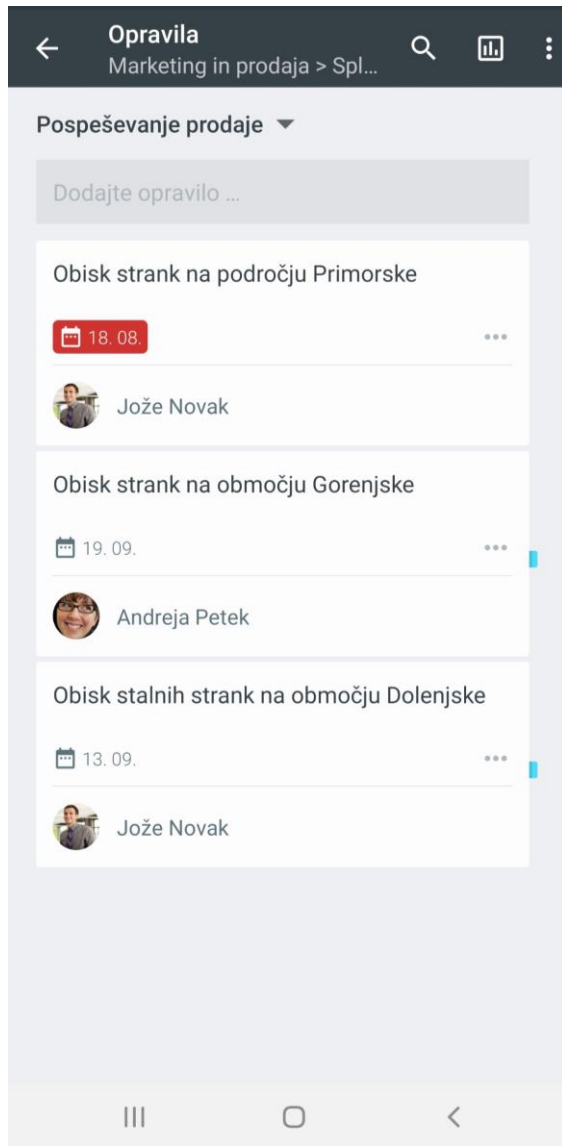 Opravila
Marketing in prodaja > Spl...
Pospeševanje prodaje
Dodajte opravilo ...
Obisk strank na področju Primorske
18. 08.
Jože Novak
Obisk strank na območju Gorenjske
19. 09.
Andreja Petek
Obisk stalnih strank na območju Dolenjske
13. 09.
Jože Novak